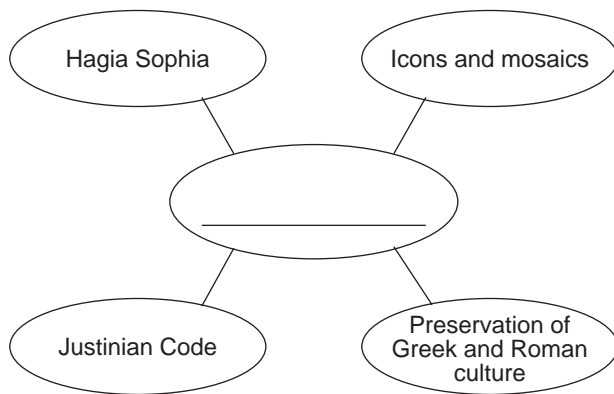 Hagia Sophia
Icons and mosaics
Justinian Code
Preservation of
Greek and Roman
culture